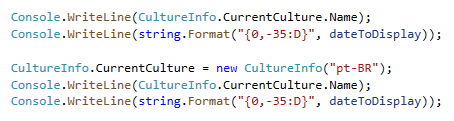 Console.WriteLine(CultureInfo.CurrentCulture.Name);
Console.WriteLine(string.Format("{0,-35:D}", dateToDisplay));
CultureInfo.CurrentCulture = new CultureInfo("pt-BR");
Console.WriteLine(CultureInfo.CurrentCulture.Name);
Console.WriteLine(string.Format("{0,-35:D}", dateToDisplay));